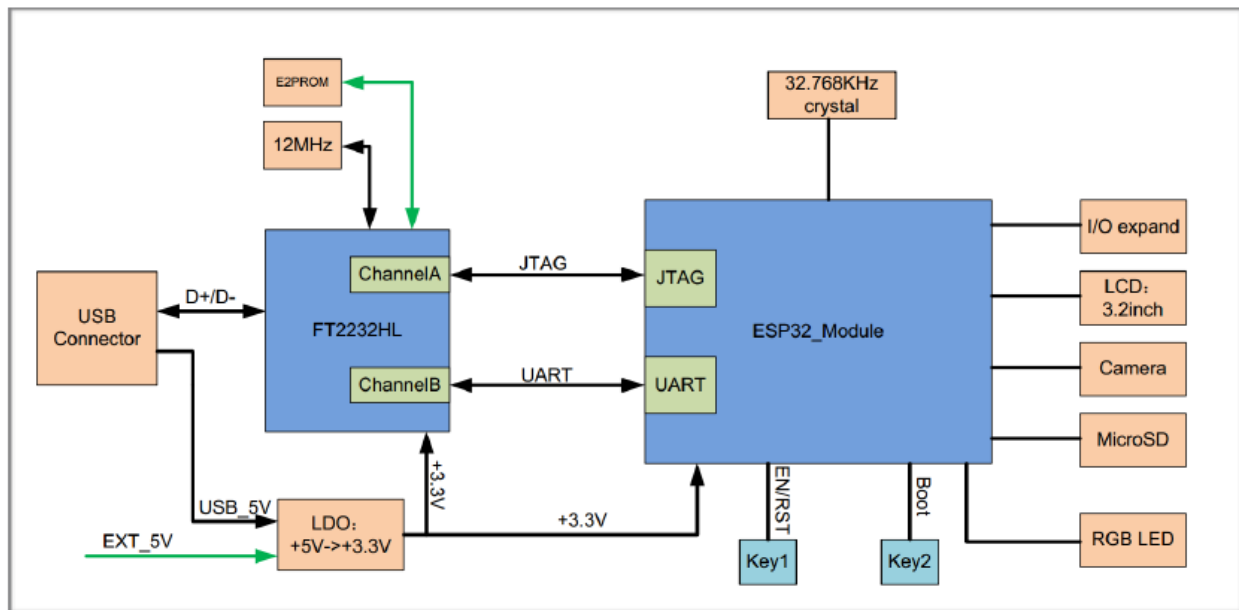 E2PROM
12MHz
32.768KHz
crystal
USB
Connector
D+/D-
FT2232HL
ChannelA
ChannelB
JTAG
UART
JTAG
UART
ESP32_Module
I/O expand
LCD：
3.2inch
Camera
MicroSD
RGB LED
USB_5V
EXT_5V
LDO：
+5V->+3.3V
+3.3V
+3.3V
EN/RST
Boot
Key1
Key2